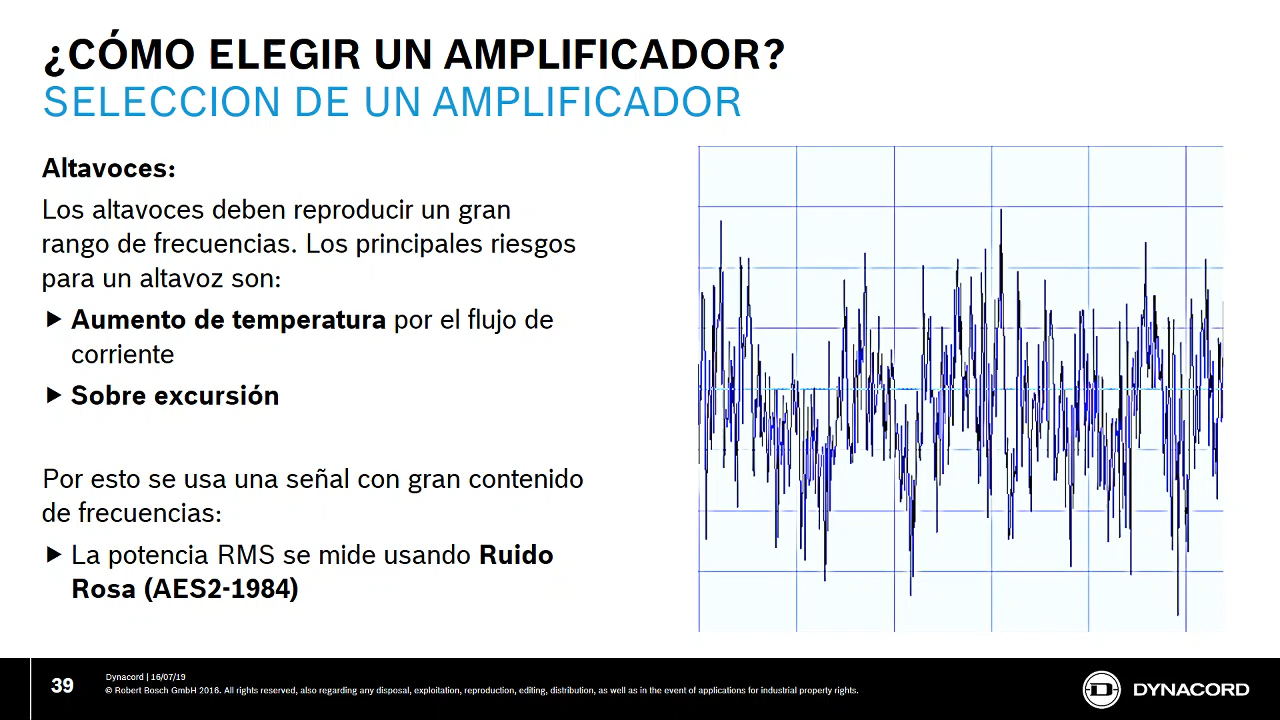 ¿CÓMO ELEGIR UN AMPLIFICADOR?
SELECCION DE UN AMPLIFICADOR
Altavoces:
Los altavoces deben reproducir un gran
rango de frecuencias. Los principales riesgos
para un altavoz son:
Aumento de temperatura por el flujo de
corriente
Sobre excursión
Por esto se usa una señal con gran contenido
de frecuencias:
La potencia RMS se mide usando Ruido
Rosa (AES2-1984)
39
Dynacord | 16/07/19
© Robert Bosch GmbH 2016. All rights reserved, also regarding any disposal, exploitation, reproduction, editing, distribution, as well as in the event of applications for industrial property rights.
DYNACORD